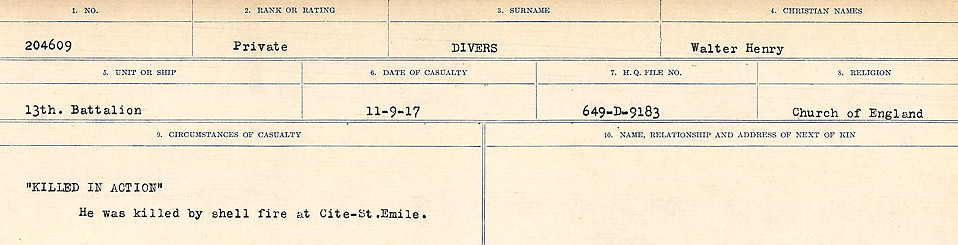 1. NO. 2. RANK OR RATING 3. SURNAME 4. CHRISTIAN NAMES
204609 Private DIVERS Walter Henry
5. UNIT OR SHIP 6. DATE OF CASUALTY 7. H.Q. FILE NO. 8. RELIGION
13th. Battalion 11-9-17 649-D-9183 Church of England
9. CIRCUMSTANCES OF CASUALTY 10. NAME, RELATIONSHIP AND ADDRESS OF NEXT OF KIN
"KILLED IN ACTION"
He was killed by shell fire at Cite-St.Emile.